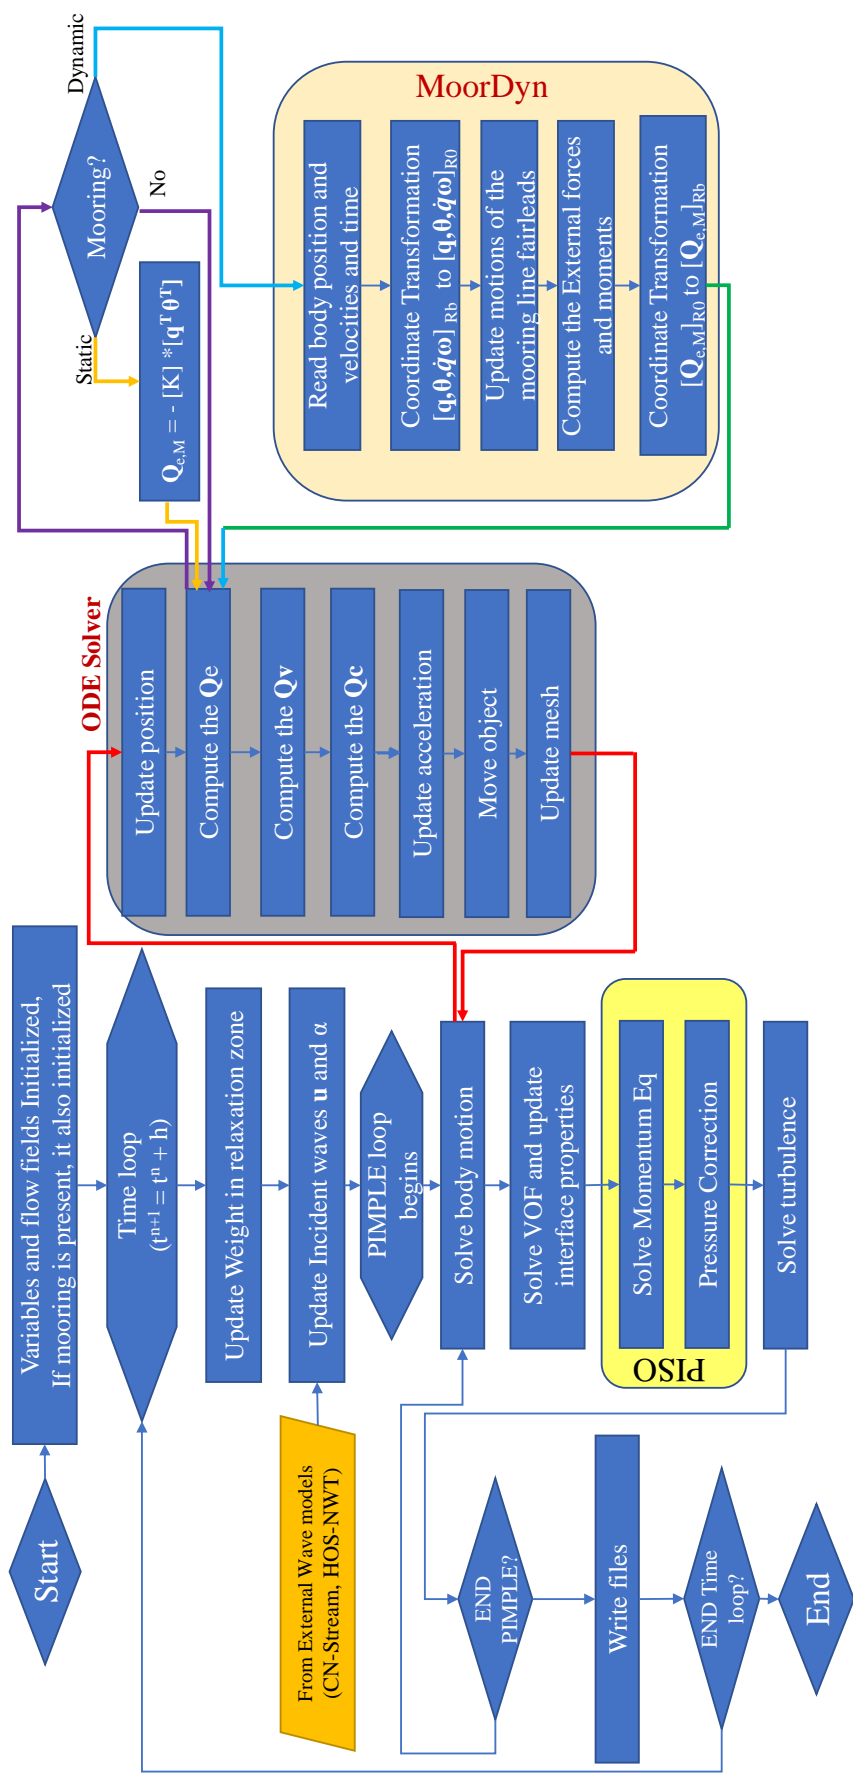 Start
Variables and flow fields Initialized,
If mooring is present, it also initialized
Time loop
(tⁿ⁺¹ = tⁿ + h)
Update Weight in relaxation zone
Update Incident waves u and α
From External Wave models
(CN-Stream, HOS-NWT)
PIMPLE loop
begins
Solve body motion
Solve VOF and update
interface properties
PISO
Solve Momentum Eq
Pressure Correction
Solve turbulence
END
PIMPLE?
Write files
END Time
loop?
End
ODE Solver
Update position
Compute the Qe
Compute the Qv
Compute the Qc
Update acceleration
Move object
Update mesh
Mooring?
Static
No
Dynamic
Q_{e,M} = - [K] *[q^T θ^T]
MoorDyn
Read body position and
velocities and time
Coordinate Transformation
[q,θ,q̇ω]_{Rb} to [q,θ,q̇ω]_{R0}
Update motions of the
mooring line fairleads
Compute the External forces
and moments
Coordinate Transformation
[Q_{e,M}]_{R0} to [Q_{e,M}]_{Rb}